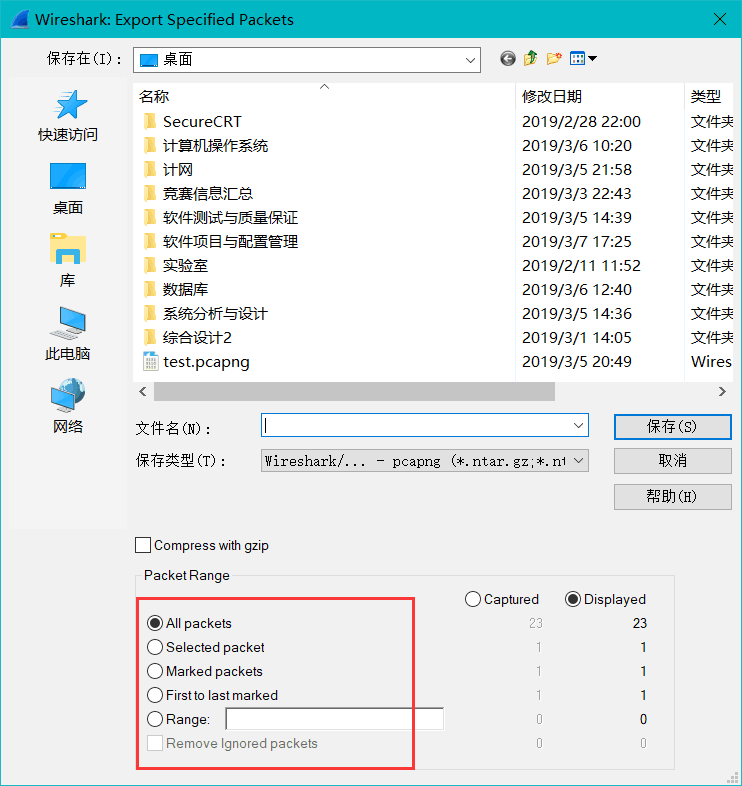 Wireshark: Export Specified Packets
保存在(I): 桌面
名称 修改日期 类型
SecureCRT 2019/2/28 22:00 文件夹
计算机操作系统 2019/3/6 10:20 文件夹
计网 2019/3/5 21:58 文件夹
竞赛信息汇总 2019/3/3 22:43 文件夹
软件测试与质量保证 2019/3/5 14:39 文件夹
软件项目与配置管理 2019/3/7 17:25 文件夹
实验室 2019/2/11 11:52 文件夹
数据库 2019/3/6 12:40 文件夹
系统分析与设计 2019/3/5 14:36 文件夹
综合设计2 2019/3/1 14:05 文件夹
test.pcapng 2019/3/5 20:49 Wires
快速访问
桌面
库
此电脑
网络
文件名(N): 保存(S)
保存类型(T): Wireshark/... - pcapng (*.ntar.gz;*.nt 取消
帮助(H)
Compress with gzip
Packet Range
Captured Displayed
All packets 23 23
Selected packet 1 1
Marked packets 1 1
First to last marked 1 1
Range: 0 0
Remove Ignored packets 0 0